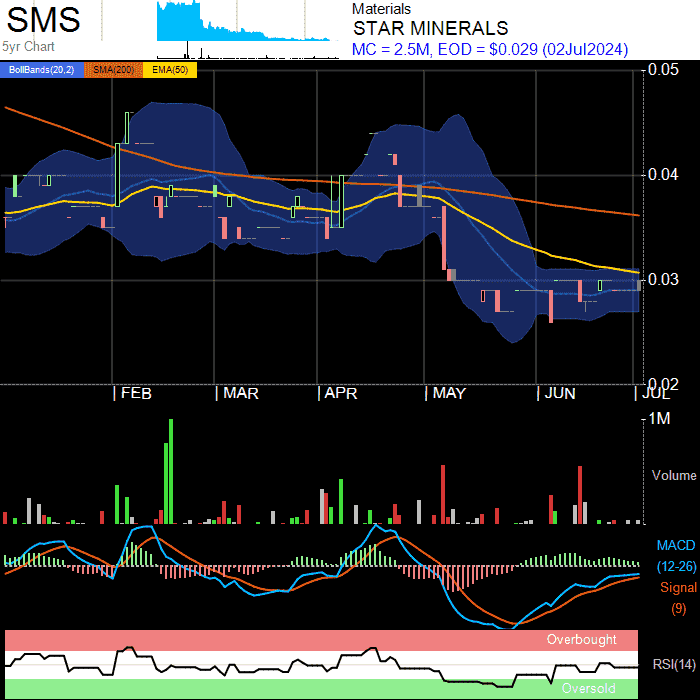 SMS
5yr Chart
Materials
STAR MINERALS
MC = 2.5M, EOD = $0.029 (02Jul2024)
BollBands(20,2) SMA(200) EMA(50)
0.05
0.04
0.03
0.02
FEB MAR APR MAY JUN JUL
1M
Volume
MACD
(12-26)
Signal
(9)
Overbought
RSI(14)
Oversold